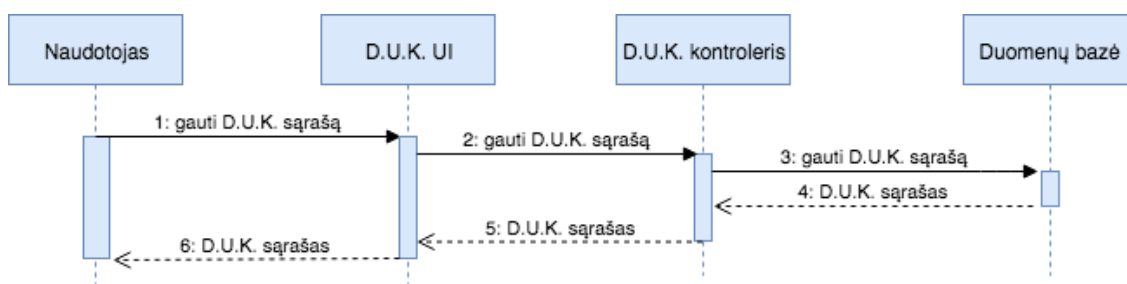 Naudotojas
D.U.K. UI
D.U.K. kontroleris
Duomenų bazė
1: gauti D.U.K. sąrašą
2: gauti D.U.K. sąrašą
3: gauti D.U.K. sąrašą
4: D.U.K. sąrašas
5: D.U.K. sąrašas
6: D.U.K. sąrašas